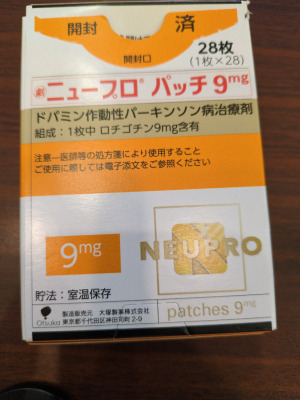 開封 済
開封口
28枚
(1枚×28)
劇 ニュープロ® パッチ 9mg
ドパミン作動性パーキンソン病治療剤
組成:1枚中 ロチゴチン9mg含有
注意―医師等の処方箋により使用すること
ご使用に際しては電子添文をご参照ください
9mg
NEUPRO
貯法:室温保存
patches 9mg
Otsuka
製造販売元 大塚製薬株式会社
東京都千代田区神田司町2-9